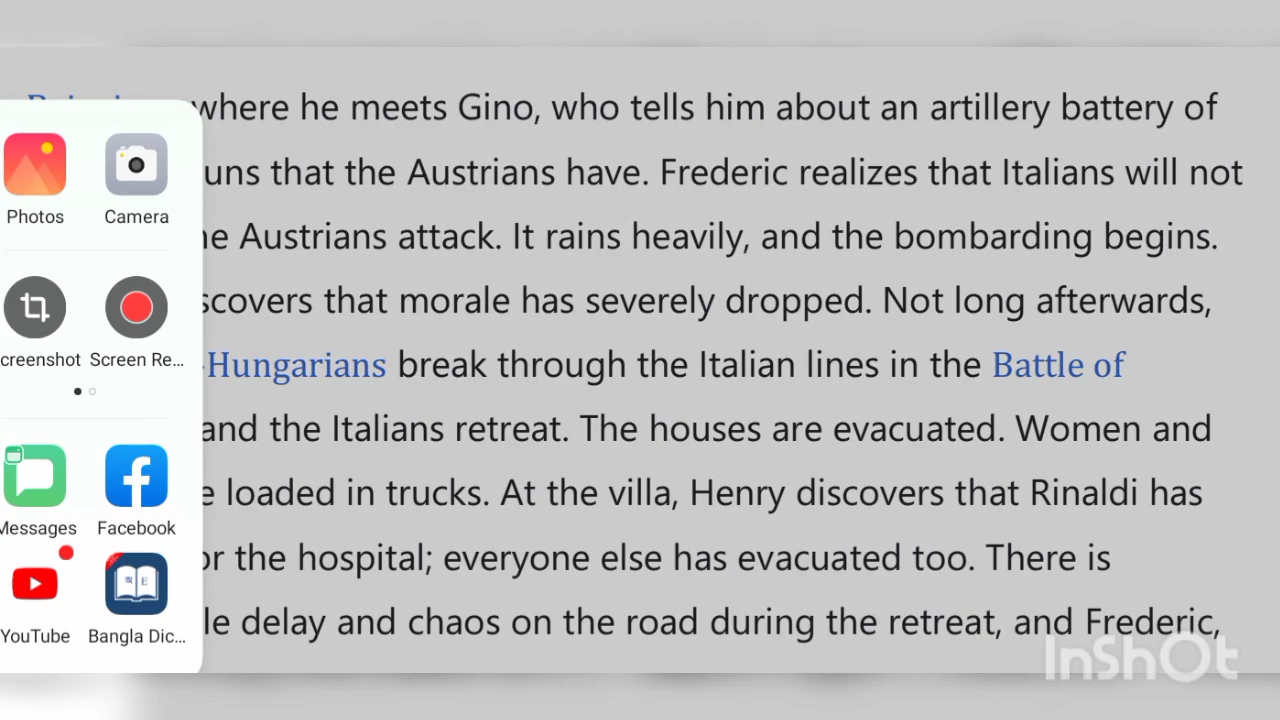 where he meets Gino, who tells him about an artillery battery of
that the Austrians have. Frederic realizes that Italians will not
Austrians attack. It rains heavily, and the bombarding begins.
that morale has severely dropped. Not long afterwards,
-Hungarians break through the Italian lines in the Battle of
and the Italians retreat. The houses are evacuated. Women and
loaded in trucks. At the villa, Henry discovers that Rinaldi has
the hospital; everyone else has evacuated too. There is
delay and chaos on the road during the retreat, and Frederic,
Photos Camera
creenshot Screen Re...
Messages Facebook
YouTube Bangla Dic...
InShOt